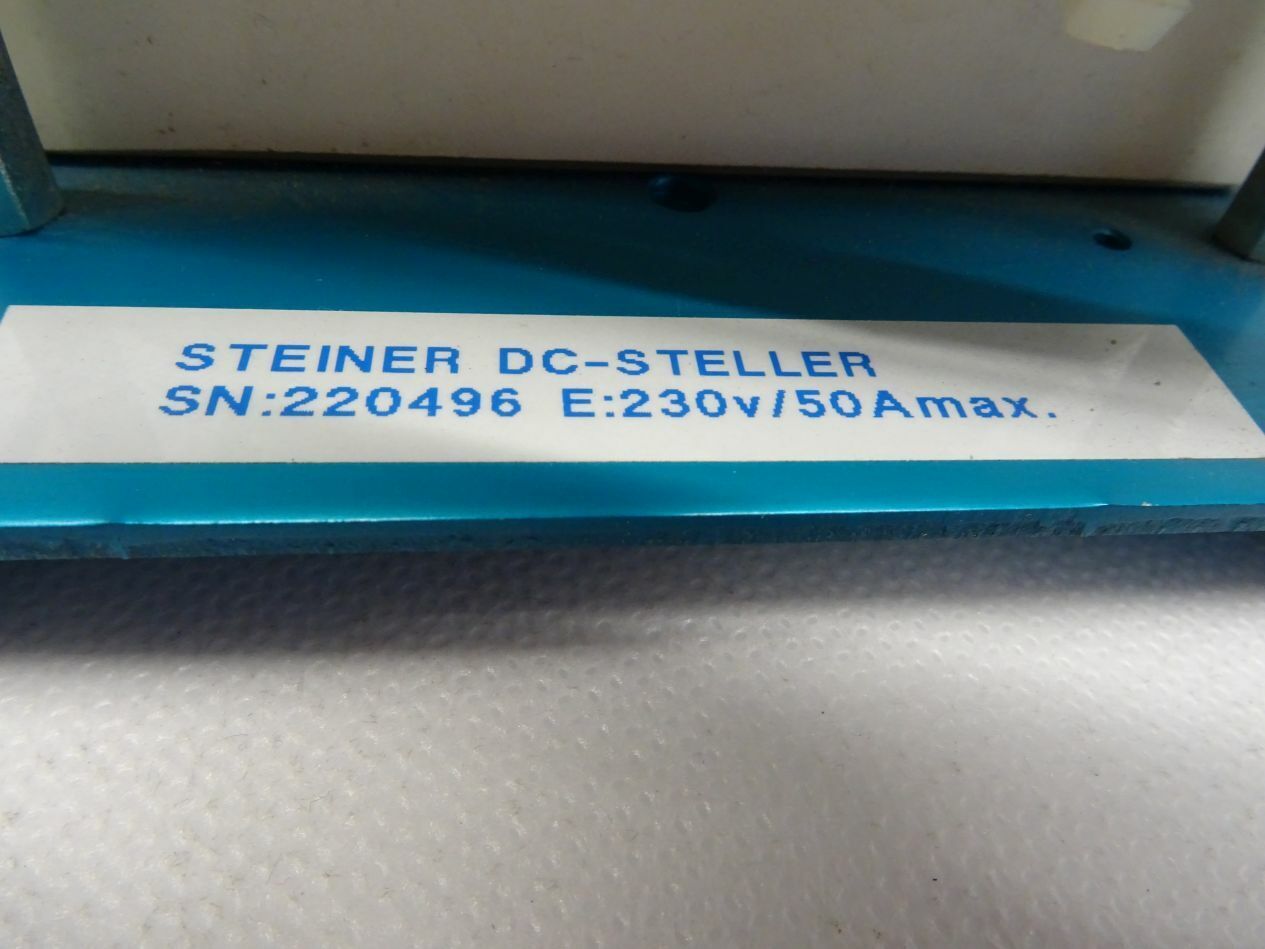 STEINER DC-STELLER
SN:220496 E:230v/50Amax.